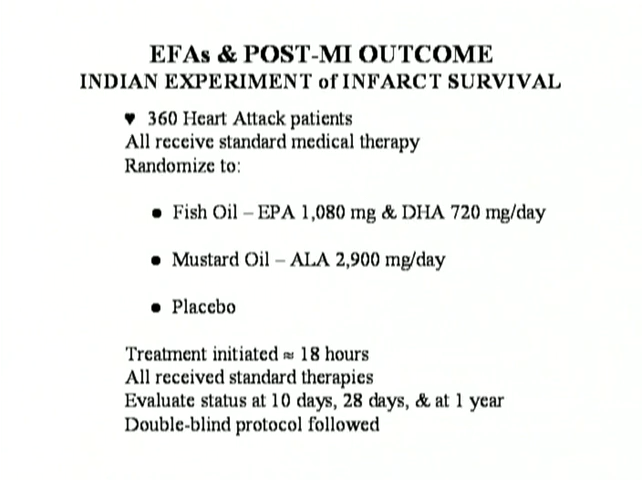 EFAs & POST-MI OUTCOME
INDIAN EXPERIMENT of INFARCT SURVIVAL
♥ 360 Heart Attack patients
All receive standard medical therapy
Randomize to:
• Fish Oil – EPA 1,080 mg & DHA 720 mg/day
• Mustard Oil – ALA 2,900 mg/day
• Placebo
Treatment initiated ≈ 18 hours
All received standard therapies
Evaluate status at 10 days, 28 days, & at 1 year
Double-blind protocol followed